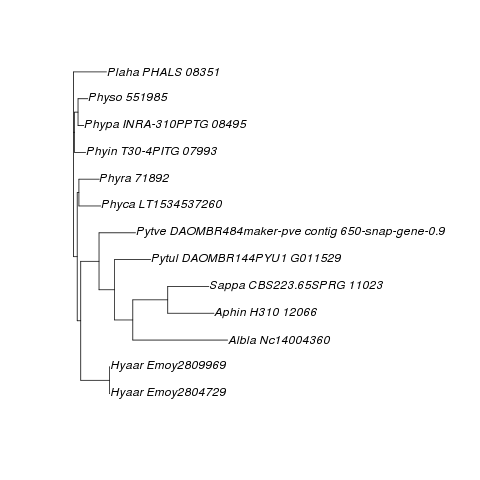 Plaha PHALS 08351
Physo 551985
Phypa INRA-310PPTG 08495
Phyin T30-4PITG 07993
Phyra 71892
Phyca LT1534537260
Pytve DAOMBR484maker-pve contig 650-snap-gene-0.9
Pytul DAOMBR144PYU1 G011529
Sappa CBS223.65SPRG 11023
Aphin H310 12066
Albla Nc14004360
Hyaar Emoy2809969
Hyaar Emoy2804729